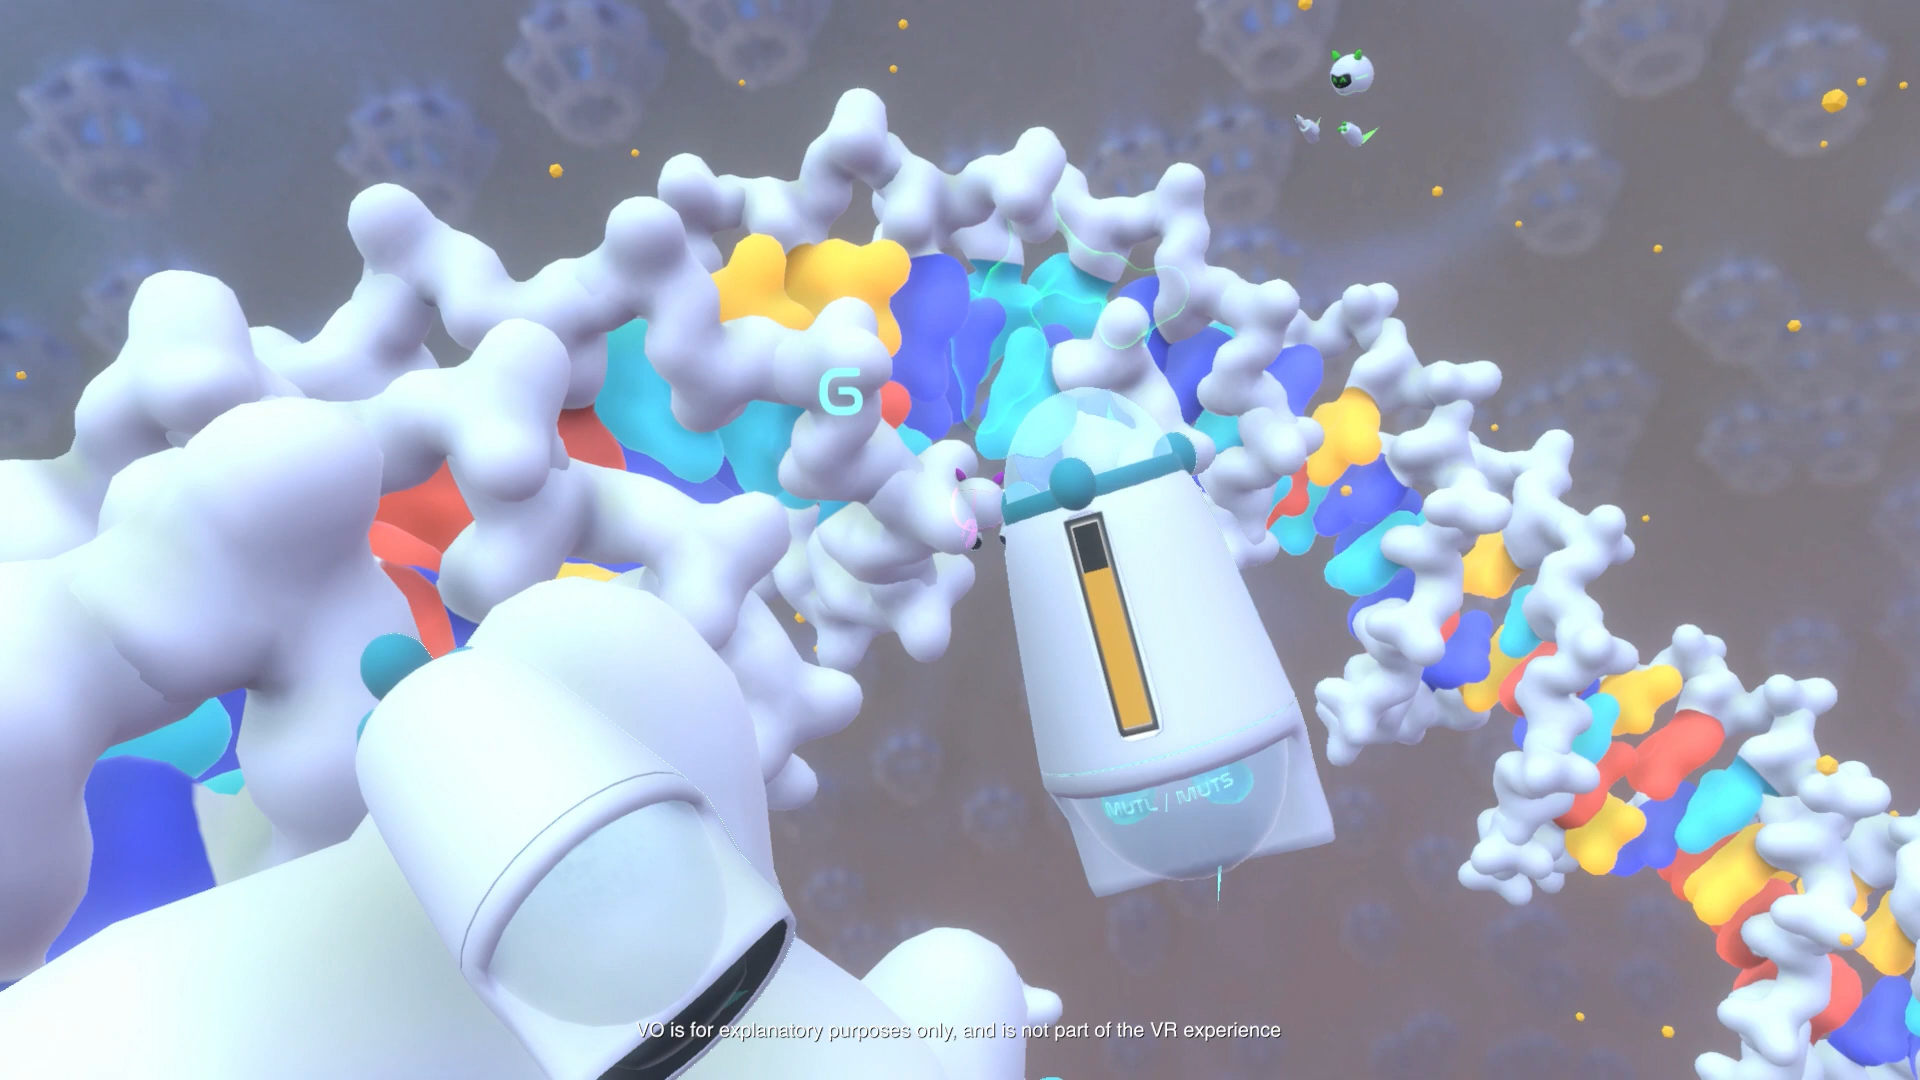 G
MUTL / MUTS
VO is for explanatory purposes only, and is not part of the VR experience